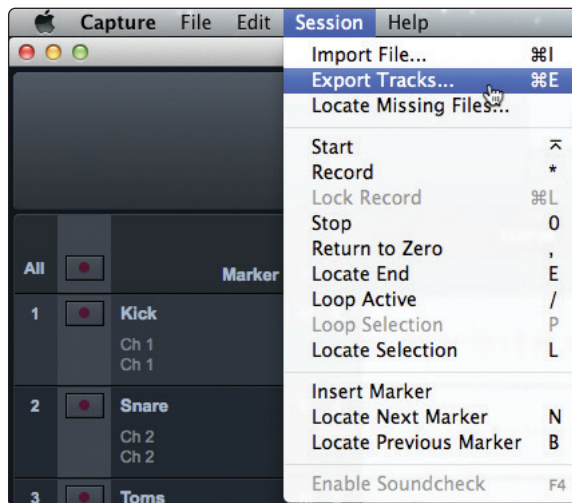 Capture File Edit Session Help
Import File... ⌘I
Export Tracks... ⌘E
Locate Missing Files...
Start ⌅
Record *
Lock Record ⌘L
Stop 0
Return to Zero ,
Locate End E
Loop Active /
Loop Selection P
Locate Selection L
Insert Marker
Locate Next Marker N
Locate Previous Marker B
Enable Soundcheck F4
All Marker
1 Kick
Ch 1
Ch 1
2 Snare
Ch 2
Ch 2
3 Toms